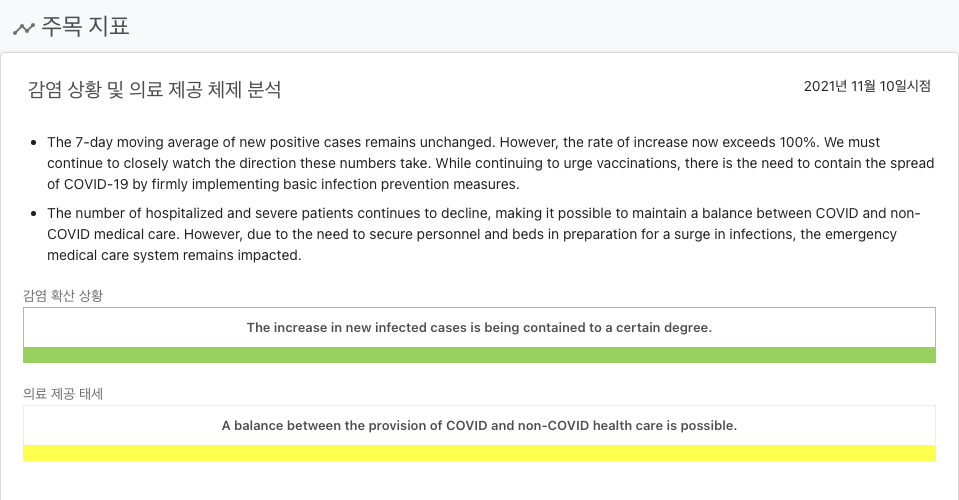 주목 지표
감염 상황 및 의료 제공 체제 분석
2021년 11월 10일시점
The 7-day moving average of new positive cases remains unchanged. However, the rate of increase now exceeds 100%. We must
continue to closely watch the direction these numbers take. While continuing to urge vaccinations, there is the need to contain the spread
of COVID-19 by firmly implementing basic infection prevention measures.
The number of hospitalized and severe patients continues to decline, making it possible to maintain a balance between COVID and non-
COVID medical care. However, due to the need to secure personnel and beds in preparation for a surge in infections, the emergency
medical care system remains impacted.
감염 확산 상황
The increase in new infected cases is being contained to a certain degree.
의료 제공 태세
A balance between the provision of COVID and non-COVID health care is possible.